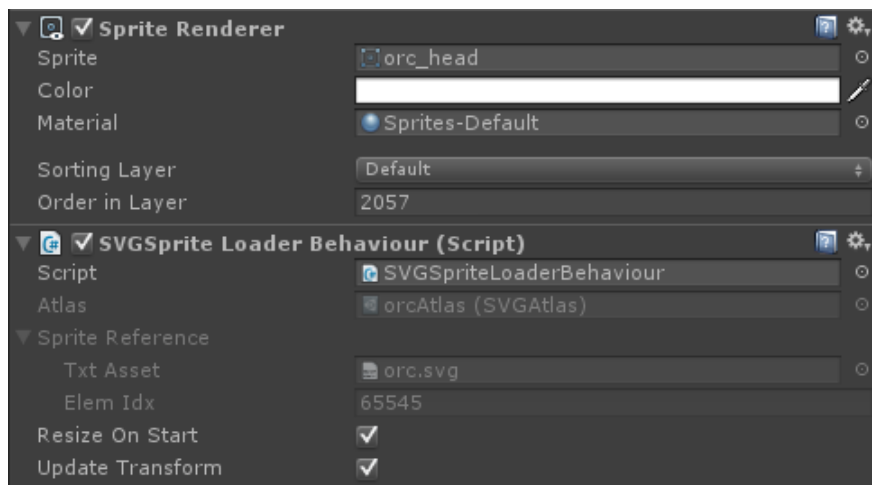 Sprite Renderer
Sprite orc_head
Color
Material Sprites-Default
Sorting Layer Default
Order in Layer 2057
SVGSprite Loader Behaviour (Script)
Script SVGSpriteLoaderBehaviour
Atlas orcAtlas (SVGAtlas)
Sprite Reference
Txt Asset orc.svg
Elem Idx 65545
Resize On Start
Update Transform